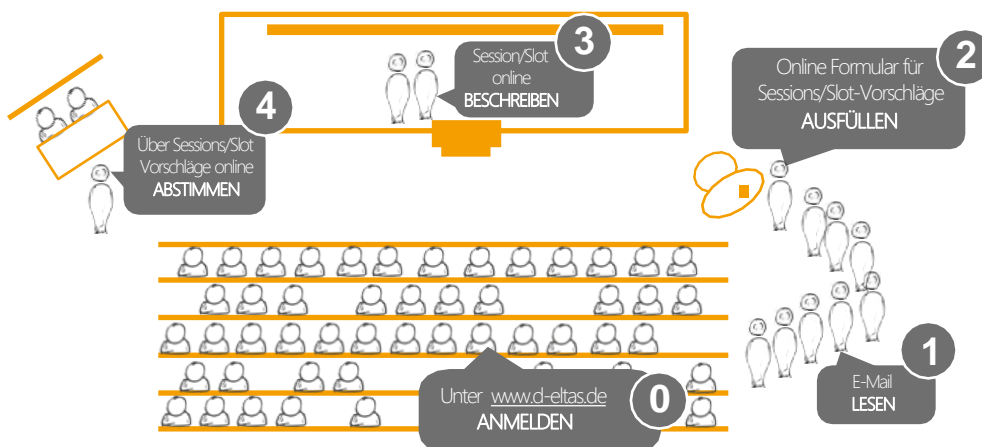 3
Session/Slot
online
BESCHREIBEN
2
Online Formular für
Sessions/Slot-Vorschläge
AUSFÜLLEN
4
Über Sessions/Slot
Vorschläge online
ABSTIMMEN
1
E-Mail
LESEN
0
Unter www.d-eltas.de
ANMELDEN